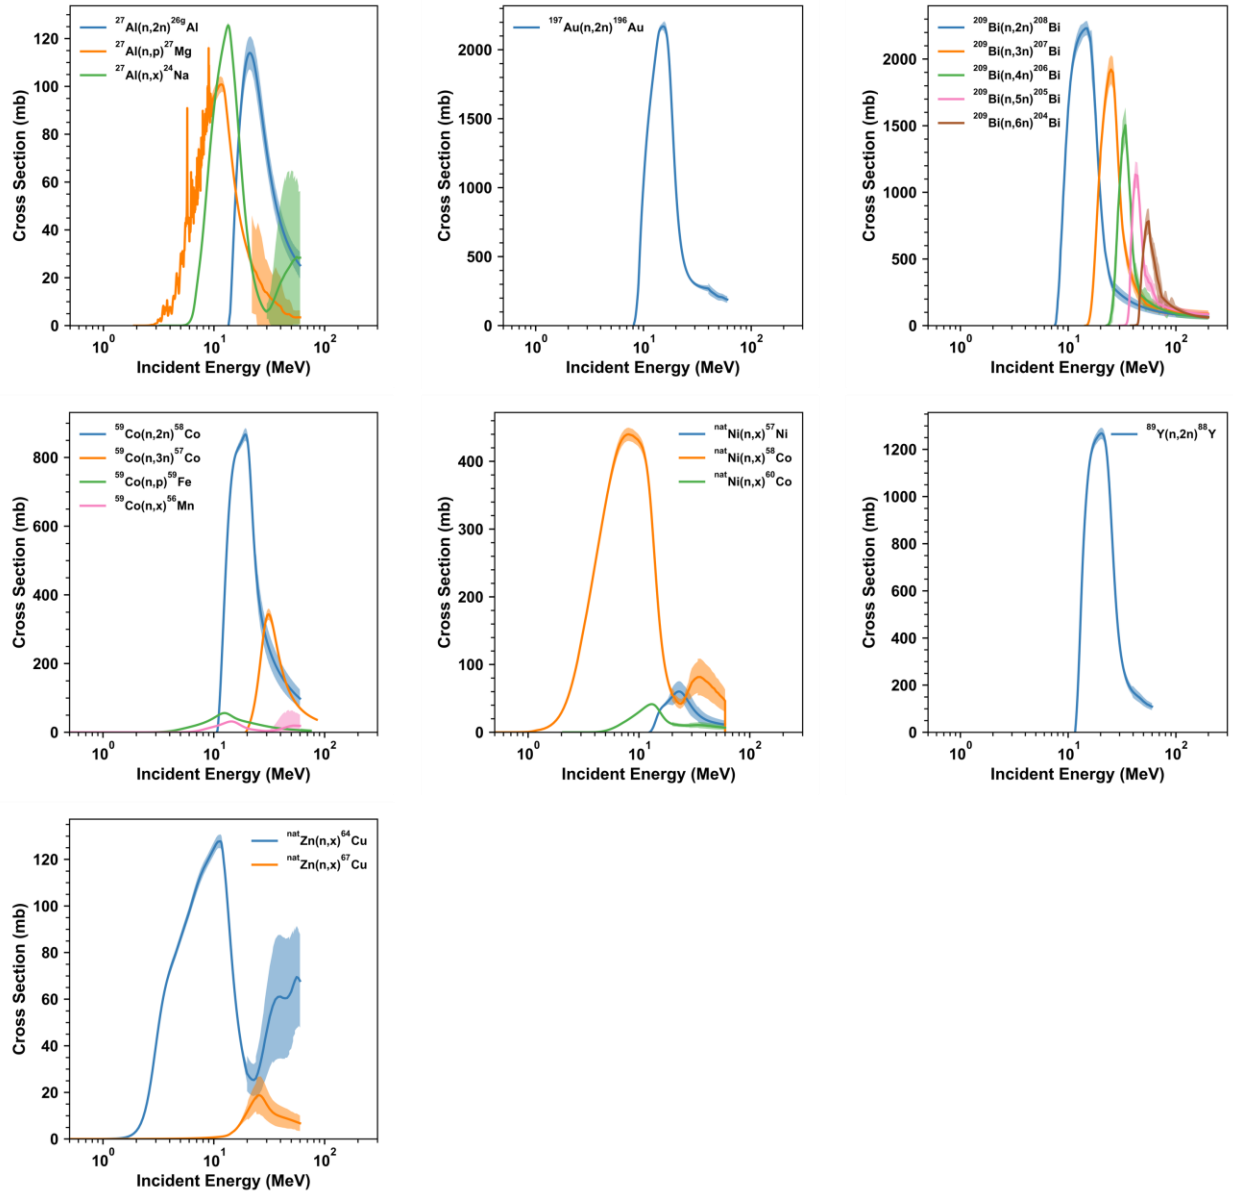 ²⁷Al(n,2n)²⁶ᵍAl
²⁷Al(n,p)²⁷Mg
²⁷Al(n,x)²⁴Na
120
100
80
60
40
20
0
10⁰ 10¹ 10²
Cross Section (mb)
Incident Energy (MeV)
¹⁹⁷Au(n,2n)¹⁹⁶Au
2000
1500
1000
500
0
10⁰ 10¹ 10²
Cross Section (mb)
Incident Energy (MeV)
²⁰⁹Bi(n,2n)²⁰⁸Bi
²⁰⁹Bi(n,3n)²⁰⁷Bi
²⁰⁹Bi(n,4n)²⁰⁶Bi
²⁰⁹Bi(n,5n)²⁰⁵Bi
²⁰⁹Bi(n,6n)²⁰⁴Bi
2000
1500
1000
500
0
10⁰ 10¹ 10²
Cross Section (mb)
Incident Energy (MeV)
⁵⁹Co(n,2n)⁵⁸Co
⁵⁹Co(n,3n)⁵⁷Co
⁵⁹Co(n,p)⁵⁹Fe
⁵⁹Co(n,x)⁵⁶Mn
800
600
400
200
0
10⁰ 10¹ 10²
Cross Section (mb)
Incident Energy (MeV)
ⁿᵃᵗNi(n,x)⁵⁷Ni
ⁿᵃᵗNi(n,x)⁵⁸Co
ⁿᵃᵗNi(n,x)⁶⁰Co
400
300
200
100
0
10⁰ 10¹ 10²
Cross Section (mb)
Incident Energy (MeV)
⁸⁹Y(n,2n)⁸⁸Y
1200
1000
800
600
400
200
0
10⁰ 10¹ 10²
Cross Section (mb)
Incident Energy (MeV)
ⁿᵃᵗZn(n,x)⁶⁴Cu
ⁿᵃᵗZn(n,x)⁶⁷Cu
120
100
80
60
40
20
0
10⁰ 10¹ 10²
Cross Section (mb)
Incident Energy (MeV)